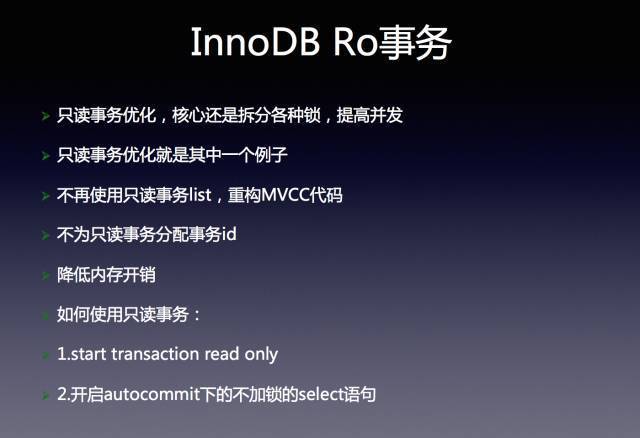 InnoDB Ro事务
只读事务优化，核心还是拆分各种锁，提高并发
只读事务优化就是其中一个例子
不再使用只读事务list，重构MVCC代码
不为只读事务分配事务id
降低内存开销
如何使用只读事务：
1.start transaction read only
2.开启autocommit下的不加锁的select语句